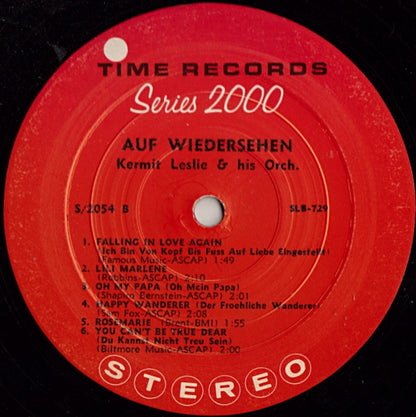 TIME RECORDS
Series 2000
AUF WIEDERSEHEN
Kermit Leslie & his Orch.
S/2054 B SLB-729
1. FALLING IN LOVE AGAIN
(Ich Bin Von Kopf Bis Fuss Auf Liebe Eingestellt)
(Famous Music-ASCAP) 1:49
2. LILI MARLENE
(Robbins-ASCAP) 2:10
3. OH MY PAPA (Oh Mein Papa)
(Shapiro Bernstein-ASCAP) 2:01
4. HAPPY WANDERER (Der Froehliche Wanderer)
(Sam Fox-ASCAP) 2:08
5. ROSEMARIE (Brent-BMI) 1:55
6. YOU CAN'T BE TRUE DEAR
(Du Kannst Nicht Treu Sein)
(Biltmore Music-ASCAP) 2:00
STEREO